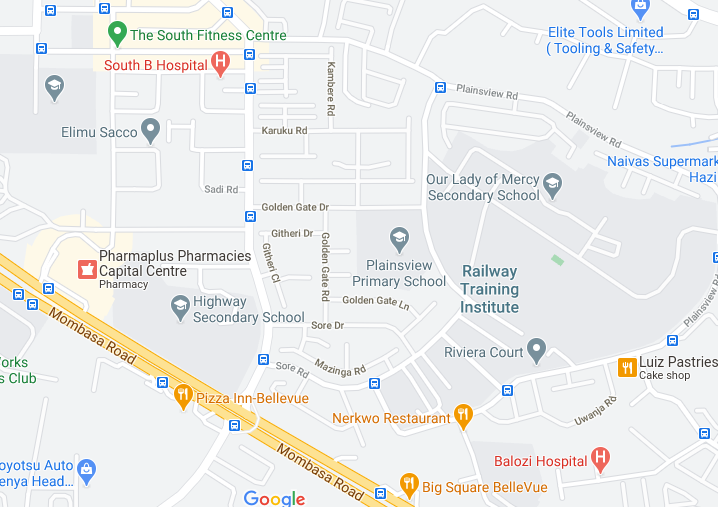 Elite Tools Limited
( Tooling & Safety...
The South Fitness Centre
South B Hospital
Kambere Rd
Plainsview Rd
Plainsview Rd
Elimu Sacco
Karuku Rd
Naivas Supermark
Hazi
Our Lady of Mercy
Secondary School
Sadi Rd
Golden Gate Dr
Githeri Dr
Githeri Cl
Golden Gate Rd
Plainsview
Primary School
Pharmaplus Pharmacies
Capital Centre
Pharmacy
Railway
Training
Institute
Highway
Secondary School
Golden Gate Ln
Plainsview Rd
Mombasa Road
Sore Dr
Riviera Court
Luiz Pastries
Cake shop
Works
s Club
Sore Rd
Mazinga Rd
Pizza Inn-Bellevue
Nerkwo Restaurant
Uwanja Rd
Mombasa Road
Balozi Hospital
oyotsu Auto
enya Head...
Big Square BelleVue
Google